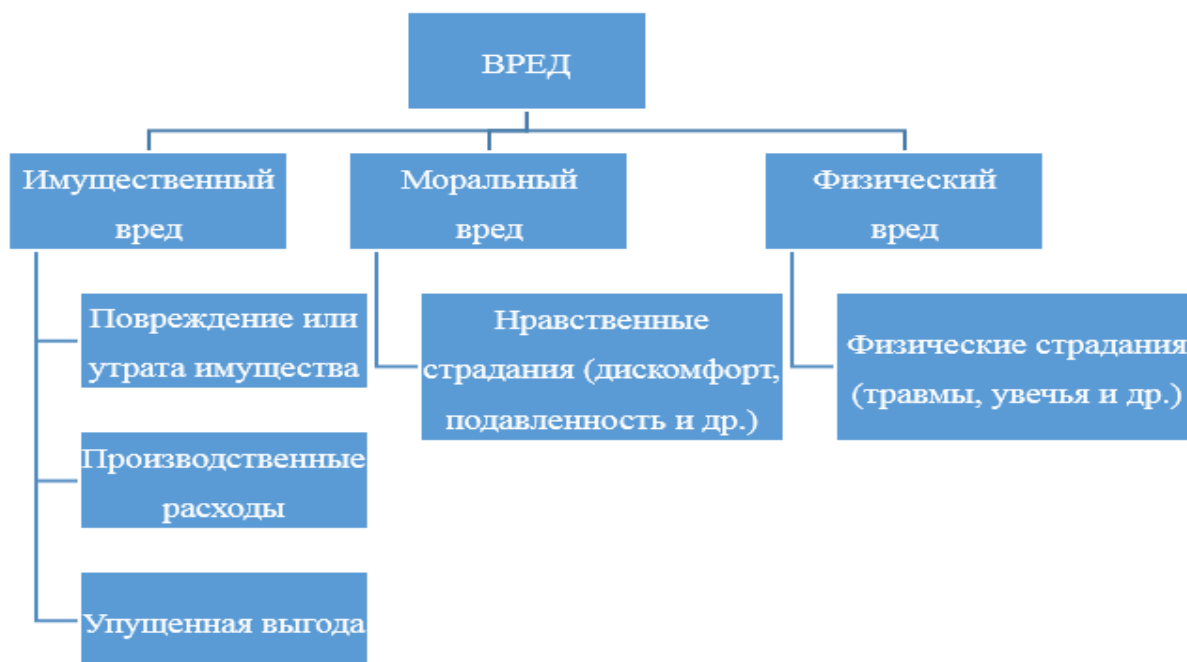 ВРЕД
Имущественный
вред
Моральный
вред
Физический
вред
Повреждение или
утрата имущества
Производственные
расходы
Упущенная выгода
Нравственные
страдания (дискомфорт,
подавленность и др.)
Физические страдания
(травмы, увечья и др.)